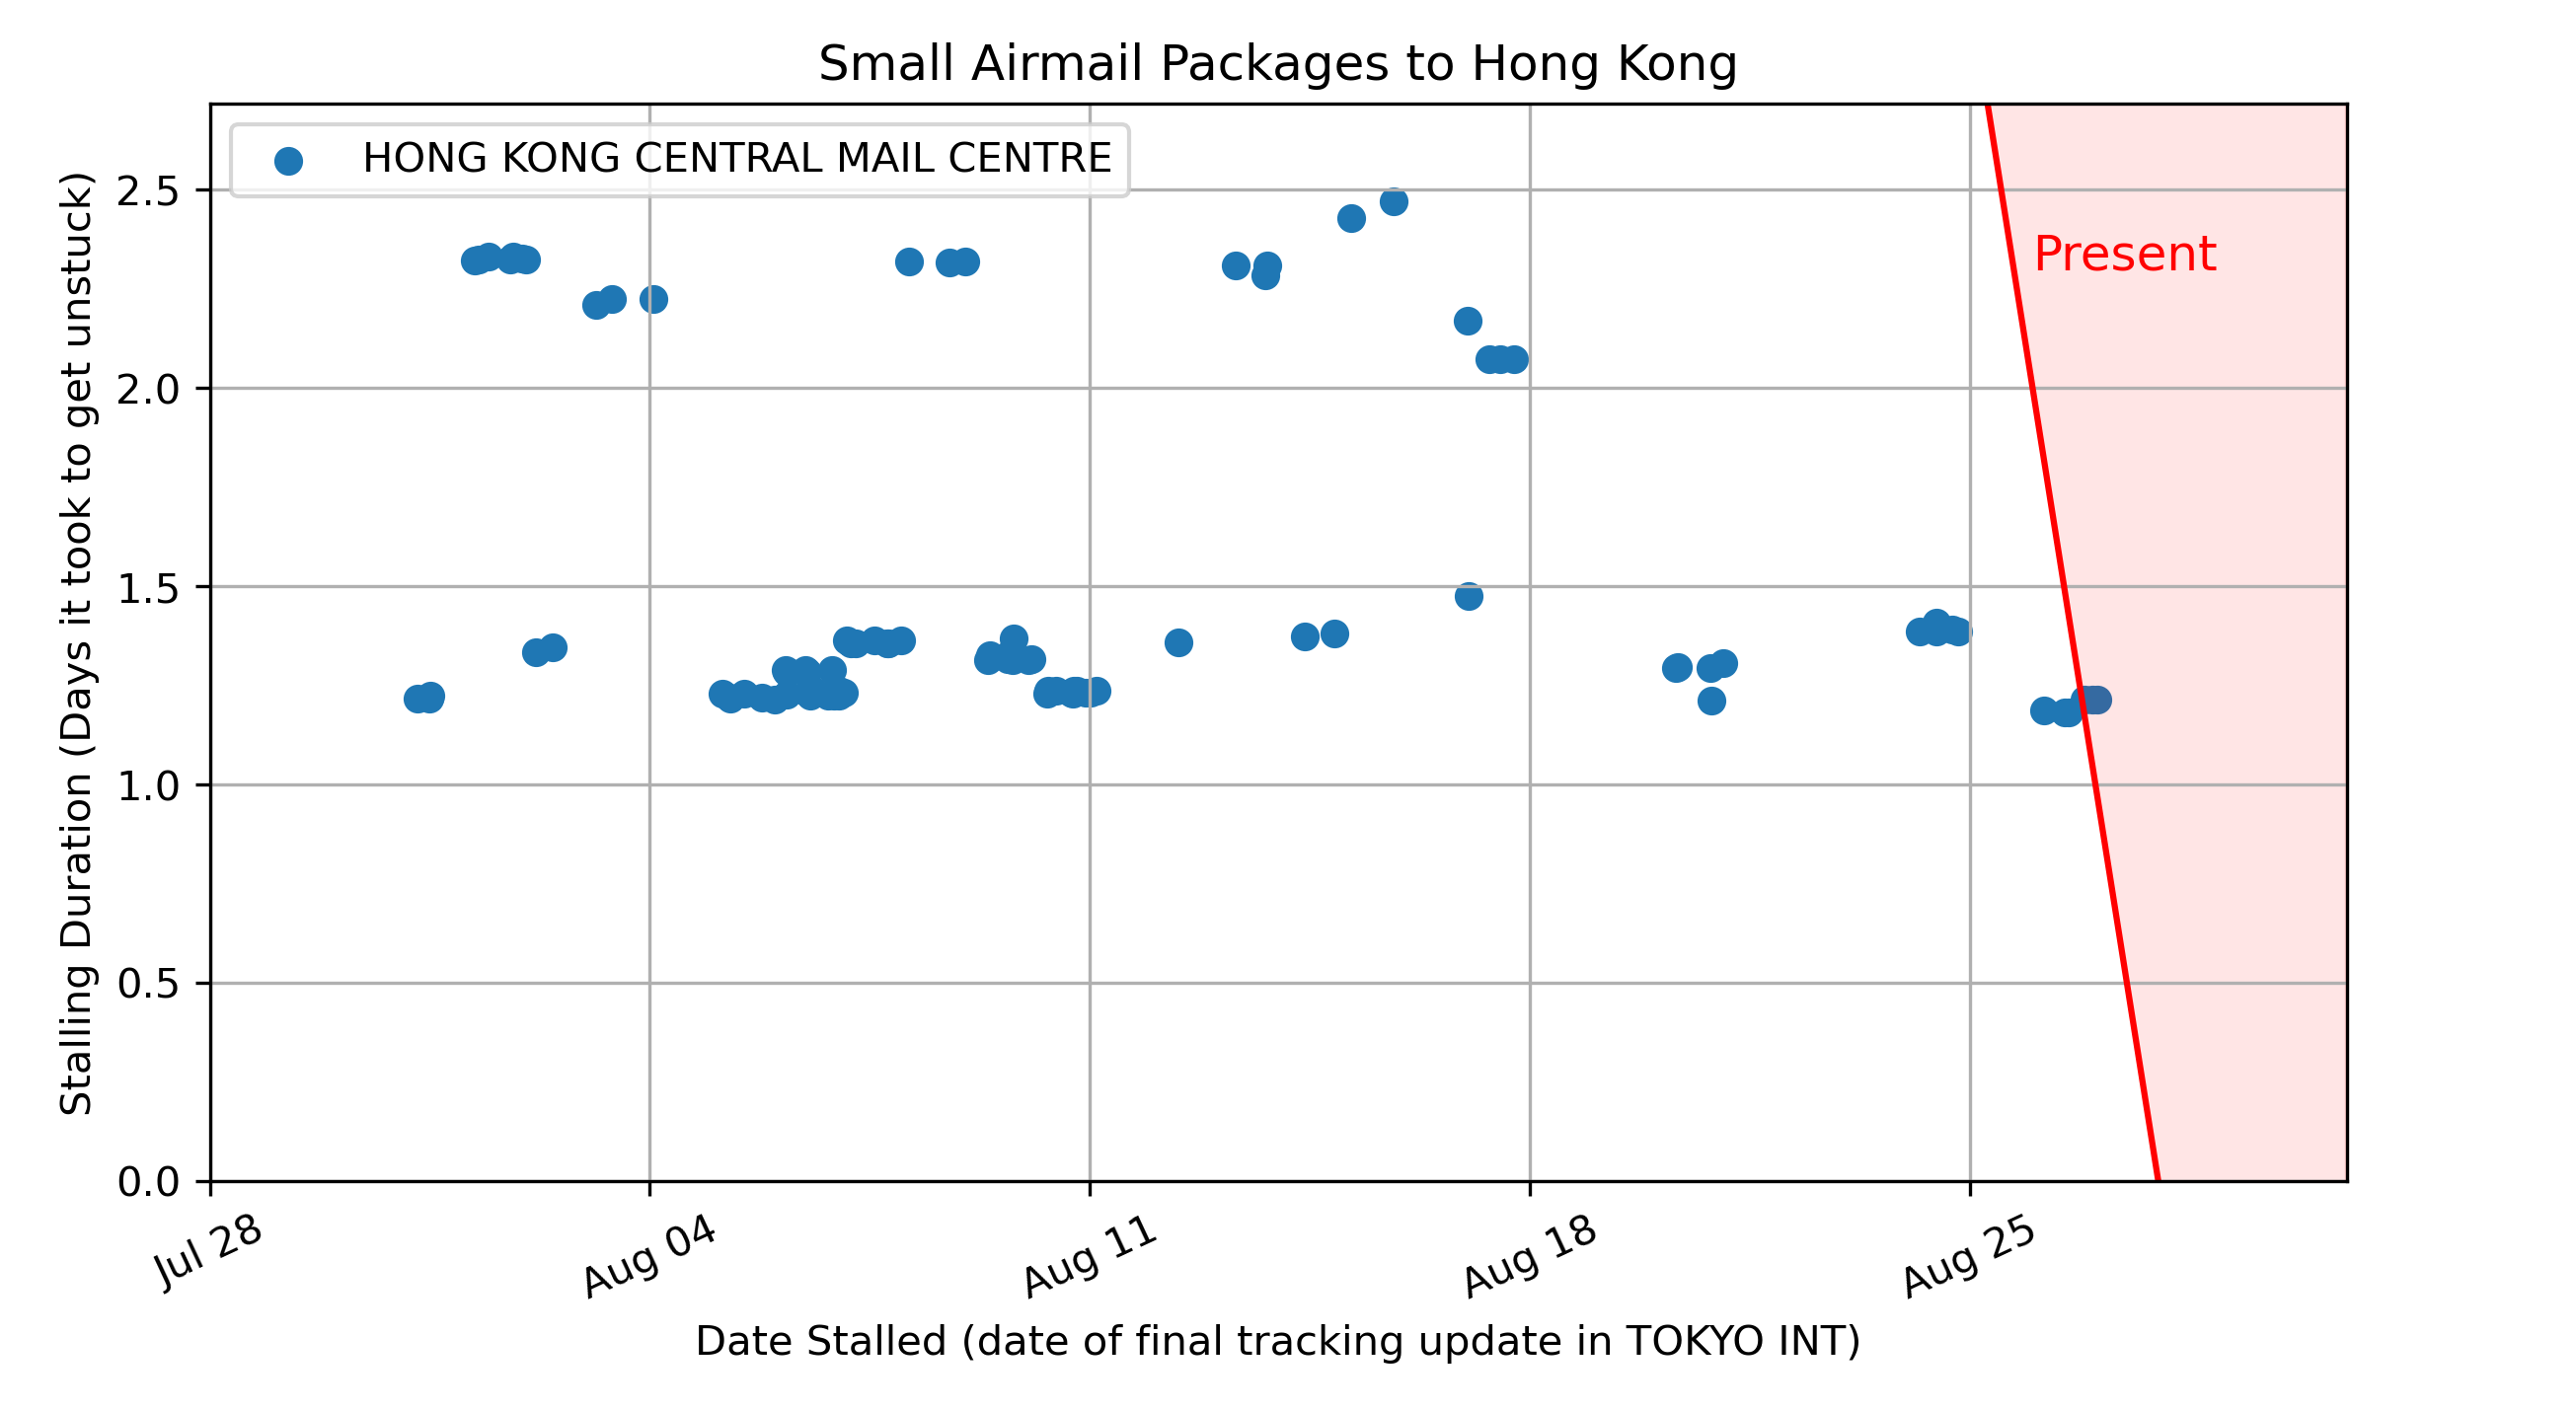 Small Airmail Packages to Hong Kong
HONG KONG CENTRAL MAIL CENTRE
Present
Stalling Duration (Days it took to get unstuck)
2.5
2.0
1.5
1.0
0.5
0.0
Jul 28
Aug 04
Aug 11
Aug 18
Aug 25
Date Stalled (date of final tracking update in TOKYO INT)